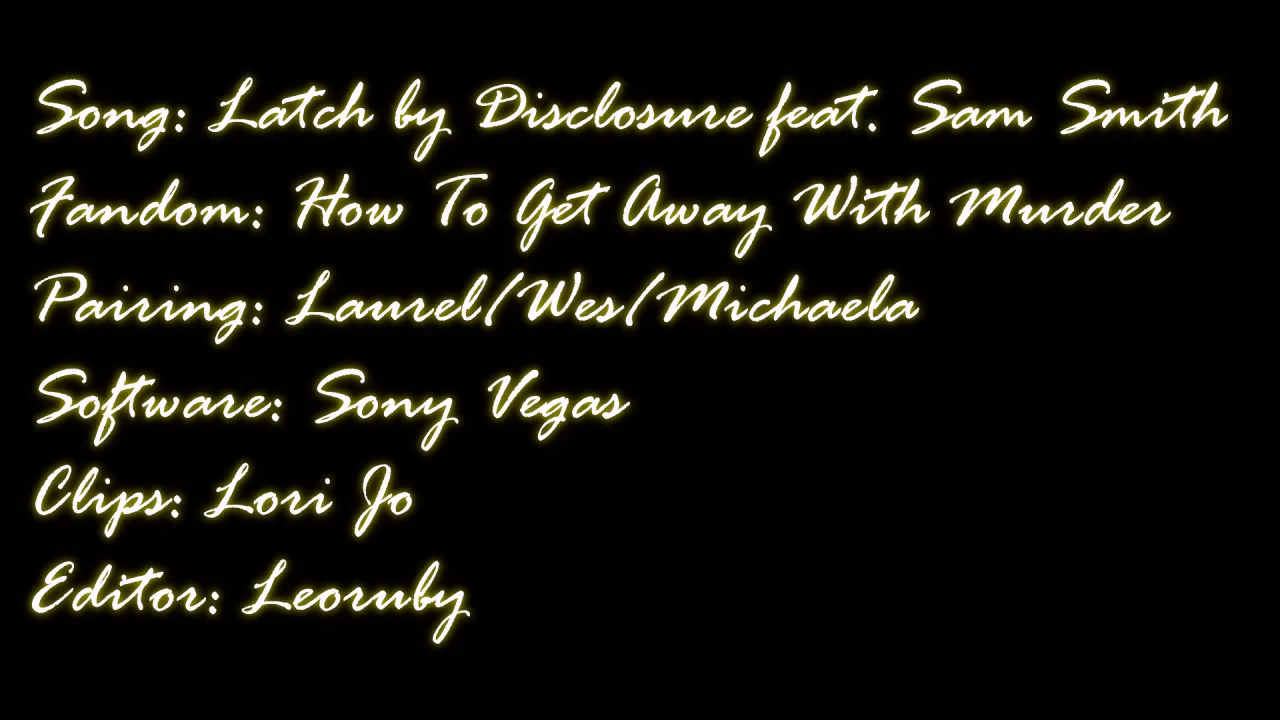 Song: Latch by Disclosure feat. Sam Smith
Fandom: How To Get Away With Murder
Pairing: Laurel/Wes/Michaela
Software: Sony Vegas
Clips: Lori Jo
Editor: Leoruby